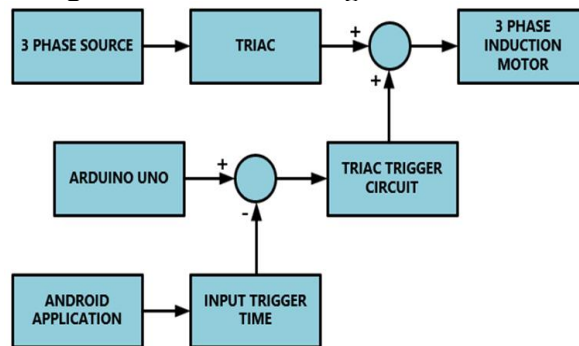 3 PHASE SOURCE
TRIAC
+
+
3 PHASE
INDUCTION
MOTOR
ARDUINO UNO
+
-
TRIAC TRIGGER
CIRCUIT
ANDROID
APPLICATION
INPUT TRIGGER
TIME